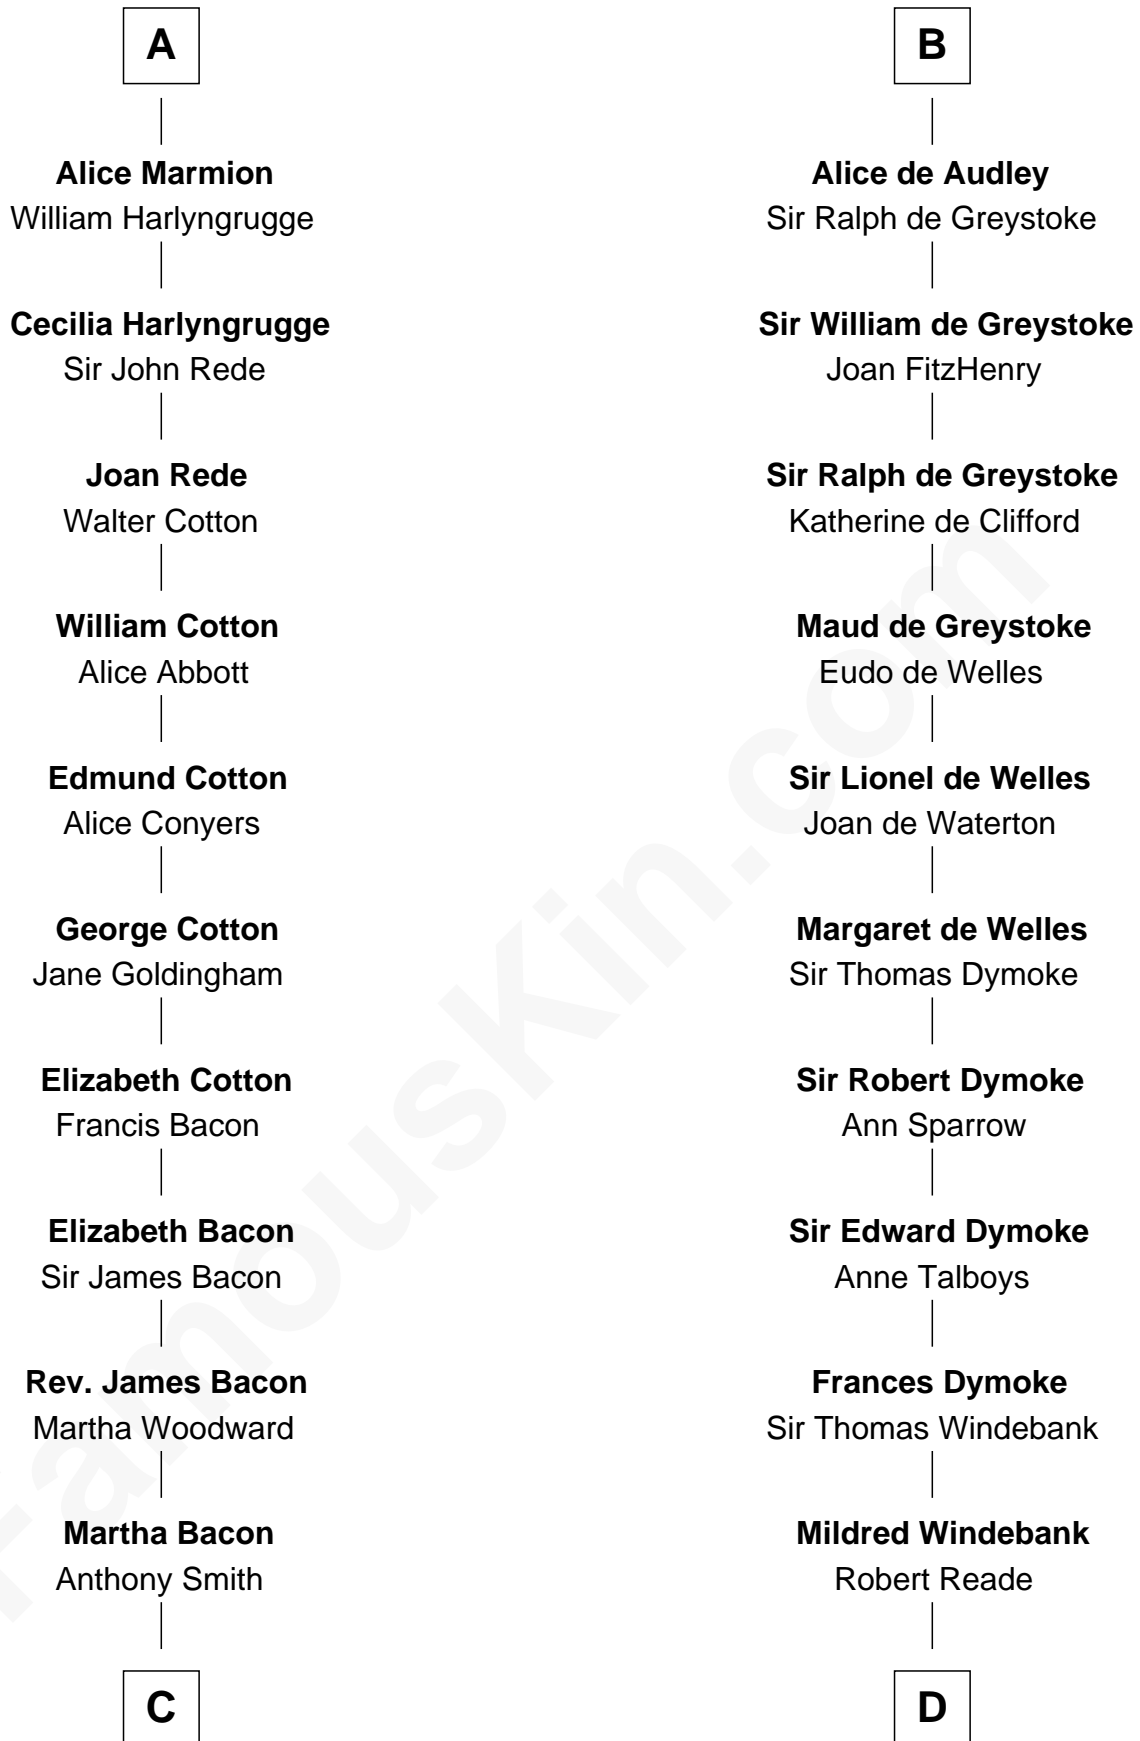 A
Alice Marmion
William Harlyngrugge
Cecilia Harlyngrugge
Sir John Rede
Joan Rede
Walter Cotton
William Cotton
Alice Abbott
Edmund Cotton
Alice Conyers
George Cotton
Jane Goldingham
Elizabeth Cotton
Francis Bacon
Elizabeth Bacon
Sir James Bacon
Rev. James Bacon
Martha Woodward
Martha Bacon
Anthony Smith
C
B
Alice de Audley
Sir Ralph de Greystoke
Sir William de Greystoke
Joan FitzHenry
Sir Ralph de Greystoke
Katherine de Clifford
Maud de Greystoke
Eudo de Welles
Sir Lionel de Welles
Joan de Waterton
Margaret de Welles
Sir Thomas Dymoke
Sir Robert Dymoke
Ann Sparrow
Sir Edward Dymoke
Anne Talboys
Frances Dymoke
Sir Thomas Windebank
Mildred Windebank
Robert Reade
D
FamousKin.com